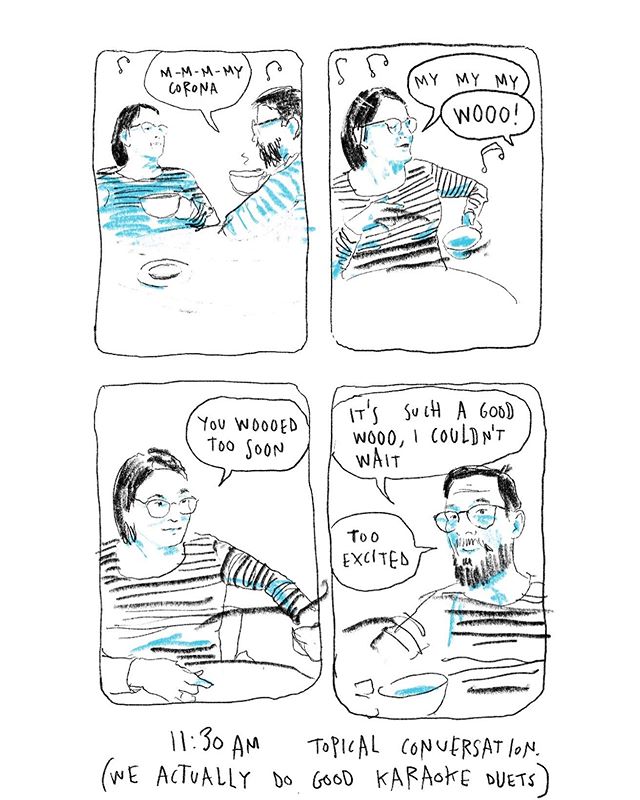 M-M-M-MY
CORONA
MY MY MY
WOOO!
YOU WOOOED
TOO SOON
IT'S SUCH A GOOD
WOOO, I COULDN'T
WAIT
TOO
EXCITED
11:30 AM TOPICAL CONVERSATION.
(WE ACTUALLY DO GOOD KARAOKE DUETS)